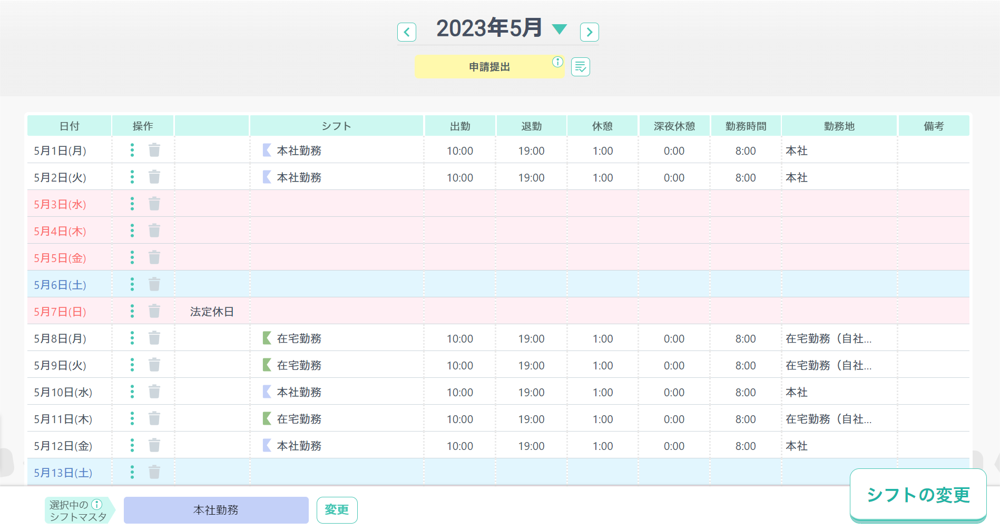 2023年5月
申請提出
日付 操作 シフト 出勤 退勤 休憩 深夜休憩 勤務時間 勤務地 備考
5月1日(月) 本社勤務 10:00 19:00 1:00 0:00 8:00 本社
5月2日(火) 本社勤務 10:00 19:00 1:00 0:00 8:00 本社
5月3日(水)
5月4日(木)
5月5日(金)
5月6日(土)
5月7日(日) 法定休日
5月8日(月) 在宅勤務 10:00 19:00 1:00 0:00 8:00 在宅勤務（自社...
5月9日(火) 在宅勤務 10:00 19:00 1:00 0:00 8:00 在宅勤務（自社...
5月10日(水) 本社勤務 10:00 19:00 1:00 0:00 8:00 本社
5月11日(木) 在宅勤務 10:00 19:00 1:00 0:00 8:00 在宅勤務（自社...
5月12日(金) 本社勤務 10:00 19:00 1:00 0:00 8:00 本社
5月13日(土)
選択中の
シフトマスタ
本社勤務
変更
シフトの変更